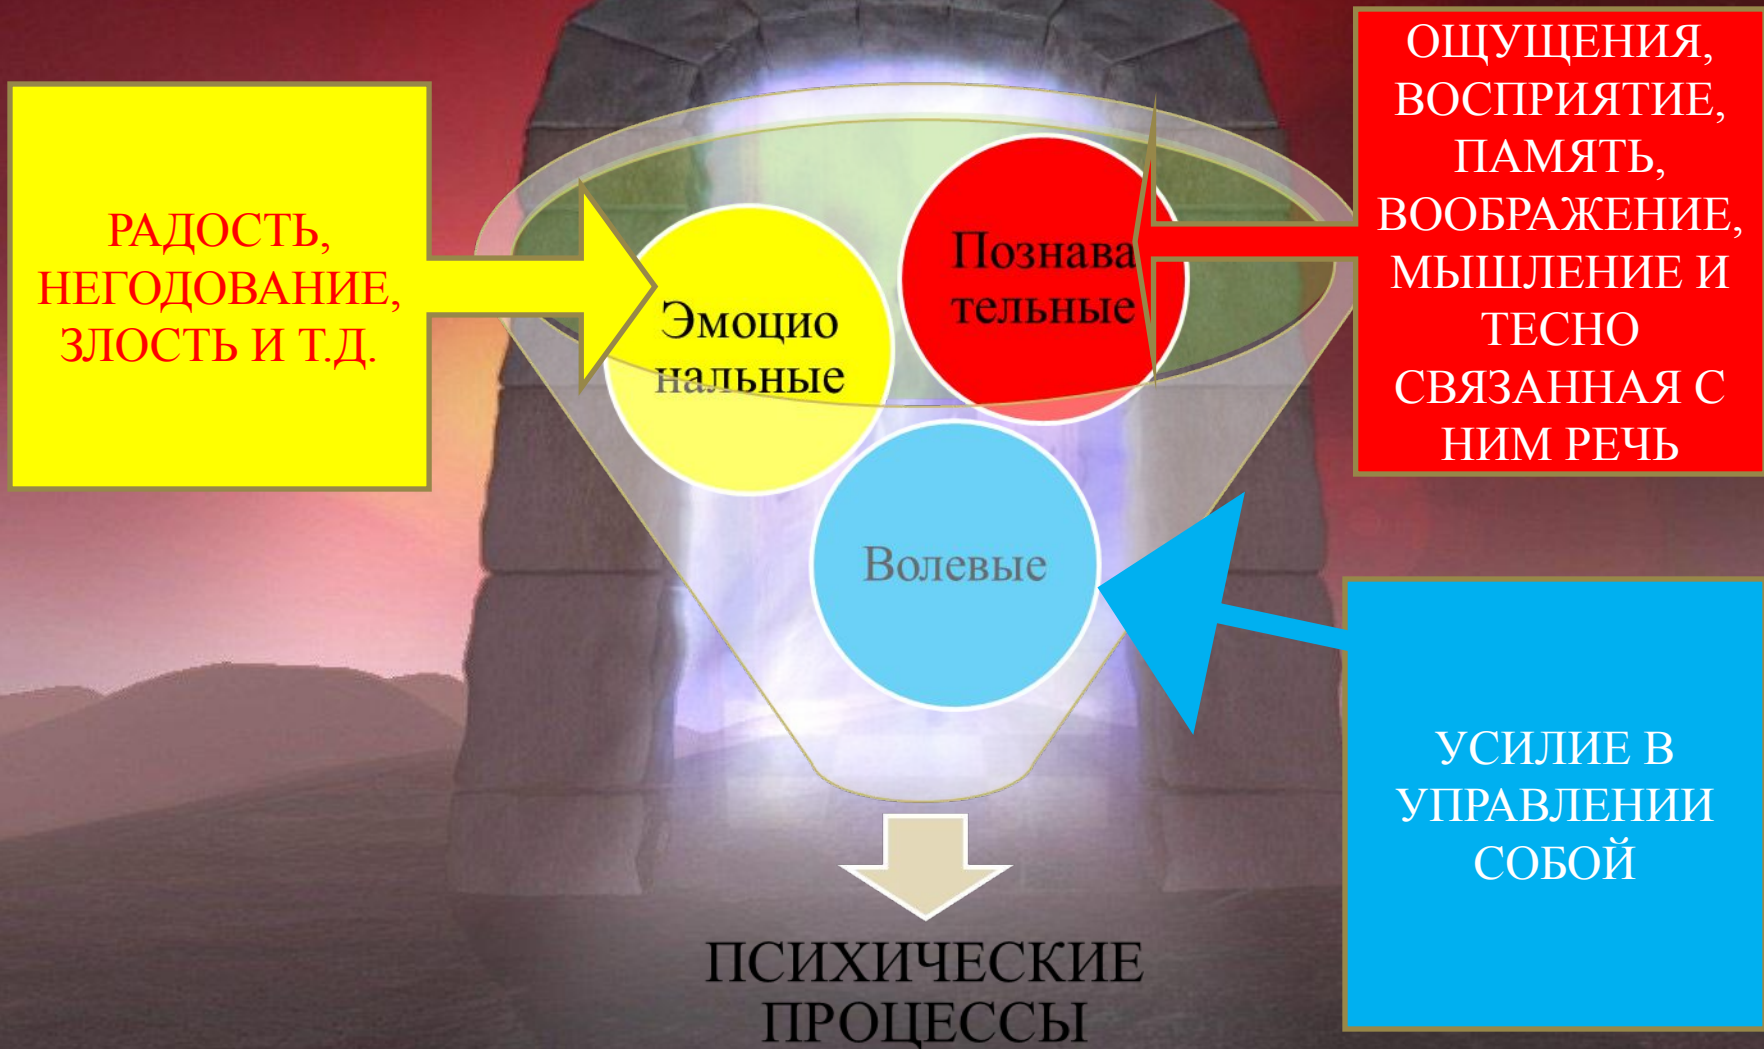 РАДОСТЬ,
НЕГОДОВАНИЕ,
ЗЛОСТЬ И Т.Д.
Эмоцио
нальные
Познава
тельные
Волевые
ОЩУЩЕНИЯ,
ВОСПРИЯТИЕ,
ПАМЯТЬ,
ВООБРАЖЕНИЕ,
МЫШЛЕНИЕ И
ТЕСНО
СВЯЗАННАЯ С
НИМ РЕЧЬ
УСИЛИЕ В
УПРАВЛЕНИИ
СОБОЙ
ПСИХИЧЕСКИЕ
ПРОЦЕССЫ